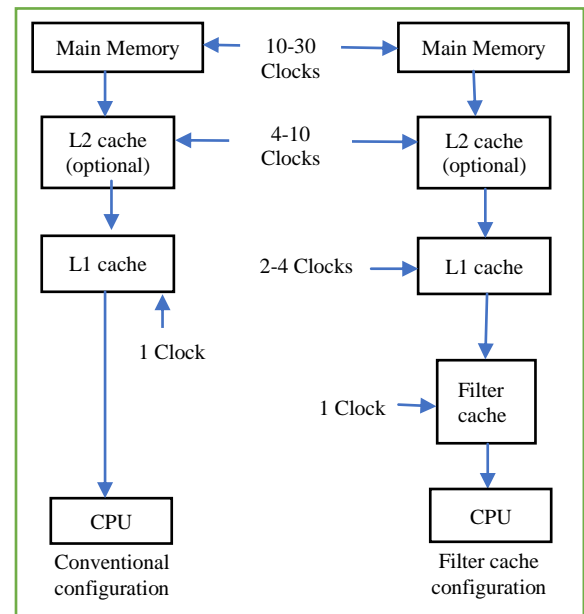 Main Memory
10-30
Clocks
Main Memory
L2 cache
(optional)
4-10
Clocks
L2 cache
(optional)
L1 cache
2-4 Clocks
L1 cache
1 Clock
1 Clock
Filter
cache
CPU
CPU
Conventional
configuration
Filter cache
configuration